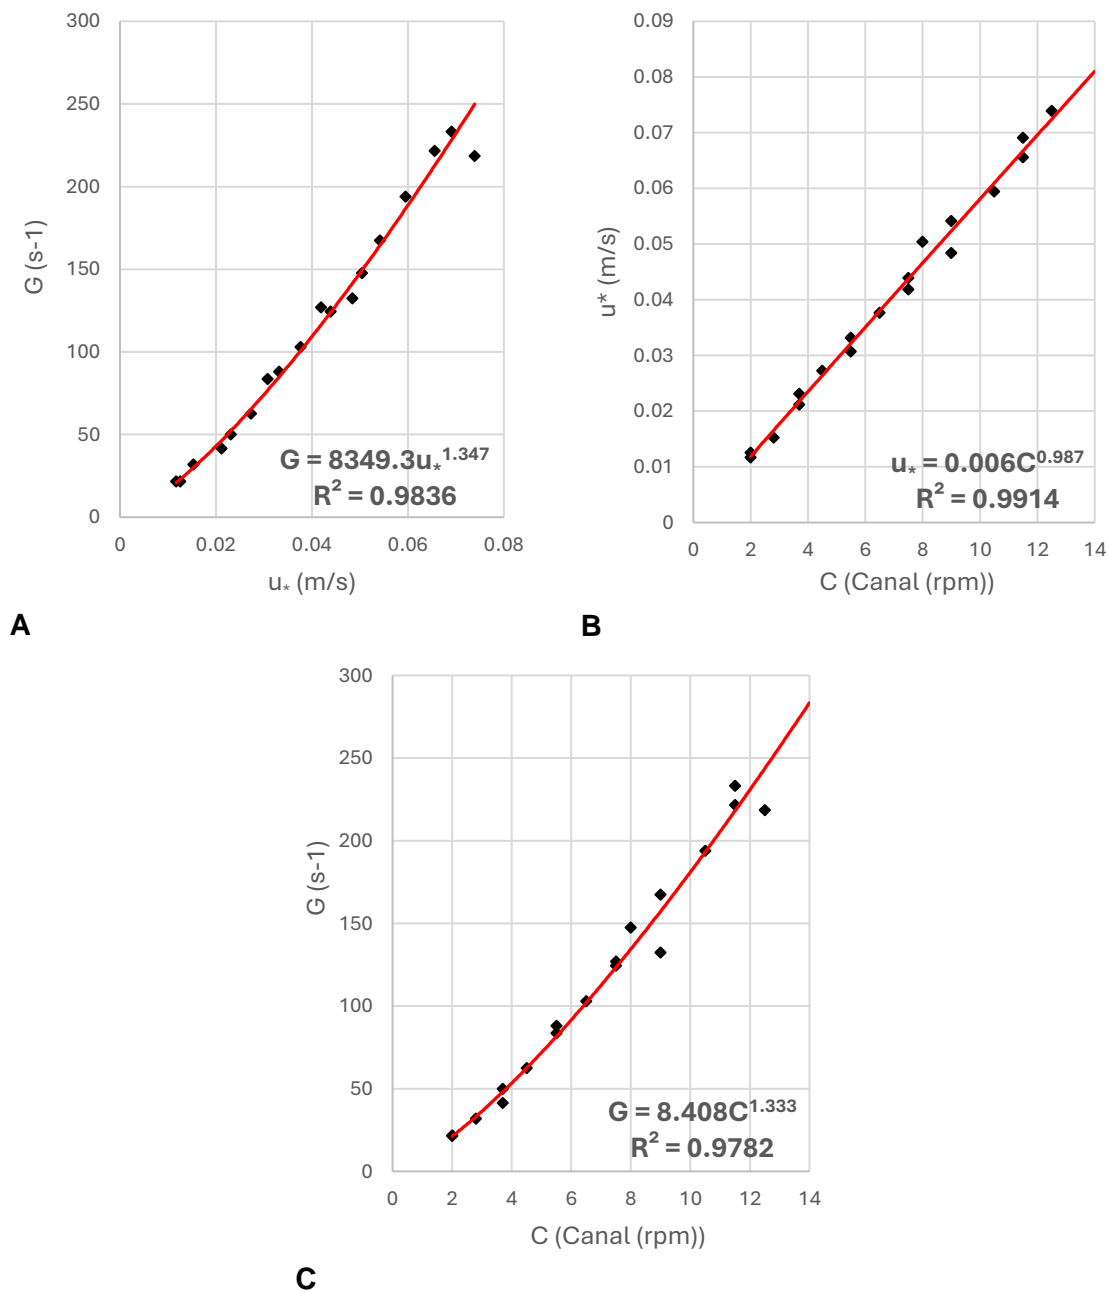 300
250
200
150
100
50
0
G (s-1)
0 0.02 0.04 0.06 0.08
u* (m/s)
G = 8349.3u*^1.347
R² = 0.9836
A
0.09
0.08
0.07
0.06
0.05
0.04
0.03
0.02
0.01
0
u* (m/s)
0 2 4 6 8 10 12 14
C (Canal (rpm))
u* = 0.006C^0.987
R² = 0.9914
B
300
250
200
150
100
50
0
G (s-1)
0 2 4 6 8 10 12 14
C (Canal (rpm))
G = 8.408C^1.333
R² = 0.9782
C